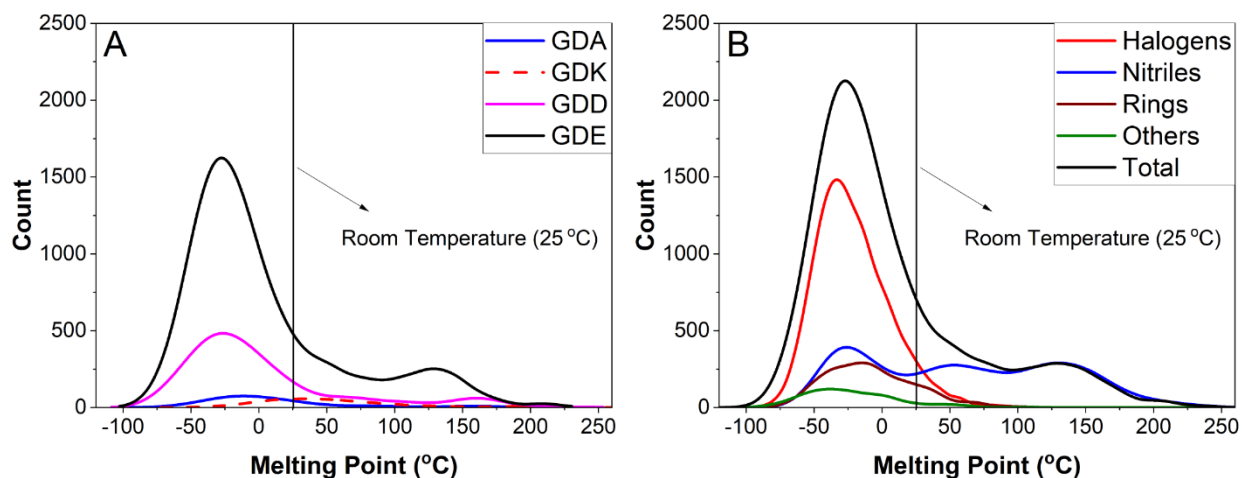 A
GDA
GDK
GDD
GDE
Room Temperature (25 °C)
Count
2500
2000
1500
1000
500
0
-100 -50 0 50 100 150 200 250
Melting Point (°C)
B
Halogens
Nitriles
Rings
Others
Total
Room Temperature (25 °C)
Count
2500
2000
1500
1000
500
0
-100 -50 0 50 100 150 200 250
Melting Point (°C)